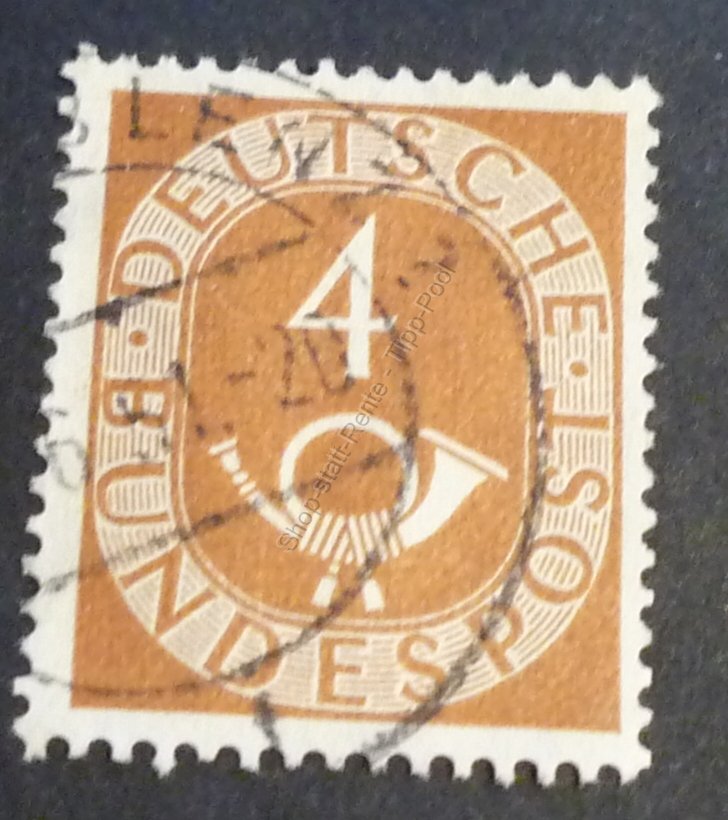 DEUTSCHE · BUNDESPOST
4
Shop-statt-Rente - Tipp-Pool